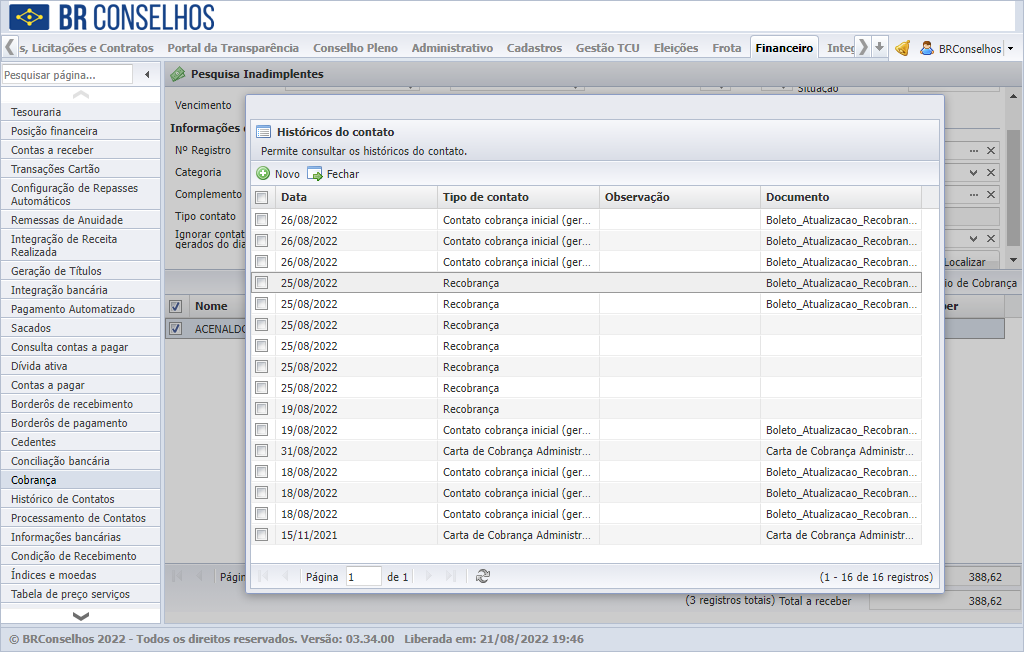 BR CONSELHOS
s, Licitações e Contratos Portal da Transparência Conselho Pleno Administrativo Cadastros Gestão TCU Eleições Frota Financeiro Integ BRConselhos
Pesquisar página...
Pesquisa Inadimplentes
Tesouraria
Posição financeira
Contas a receber
Transações Cartão
Configuração de Repasses
Automáticos
Remessas de Anuidade
Integração de Receita
Realizada
Geração de Títulos
Integração bancária
Pagamento Automatizado
Sacados
Consulta contas a pagar
Dívida ativa
Contas a pagar
Borderôs de recebimento
Borderôs de pagamento
Cedentes
Conciliação bancária
Cobrança
Histórico de Contatos
Processamento de Contatos
Informações bancárias
Condição de Recebimento
Índices e moedas
Tabela de preço serviços
Situação
Vencimento
Informações
Nº Registro
Categoria
Complemento
Tipo contato
Ignorar contat
gerados do dia
Localizar
io de Cobrança
Nome
ber
ACENALDO
Históricos do contato
Permite consultar os históricos do contato.
Novo Fechar
Data Tipo de contato Observação Documento
26/08/2022 Contato cobrança inicial (ger... Boleto_Atualizacao_Recobran...
26/08/2022 Contato cobrança inicial (ger... Boleto_Atualizacao_Recobran...
26/08/2022 Contato cobrança inicial (ger... Boleto_Atualizacao_Recobran...
25/08/2022 Recobrança Boleto_Atualizacao_Recobran...
25/08/2022 Recobrança Boleto_Atualizacao_Recobran...
25/08/2022 Recobrança
25/08/2022 Recobrança
25/08/2022 Recobrança
25/08/2022 Recobrança
19/08/2022 Recobrança
19/08/2022 Contato cobrança inicial (ger... Boleto_Atualizacao_Recobran...
31/08/2022 Carta de Cobrança Administr... Carta de Cobrança Administr...
18/08/2022 Contato cobrança inicial (ger... Boleto_Atualizacao_Recobran...
18/08/2022 Contato cobrança inicial (ger... Boleto_Atualizacao_Recobran...
18/08/2022 Contato cobrança inicial (ger... Boleto_Atualizacao_Recobran...
15/11/2021 Carta de Cobrança Administr... Carta de Cobrança Administr...
Página 1 de 1 (1 - 16 de 16 registros)
Págin
388,62
(3 registros totais) Total a receber 388,62
© BRConselhos 2022 - Todos os direitos reservados. Versão: 03.34.00 Liberada em: 21/08/2022 19:46